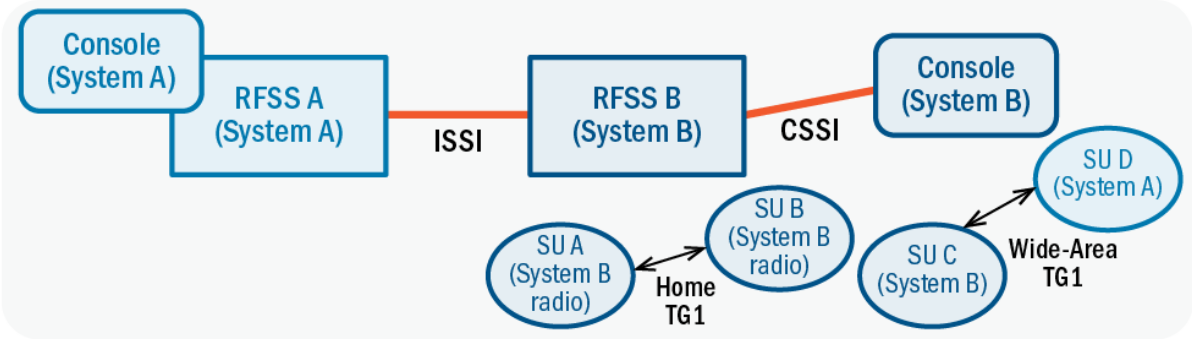 Console
(System A)
RFSS A
(System A)
ISSI
RFSS B
(System B)
CSSI
Console
(System B)
SU A
(System B
radio)
Home
TG1
SU B
(System B
radio)
SU C
(System B)
Wide-Area
TG1
SU D
(System A)